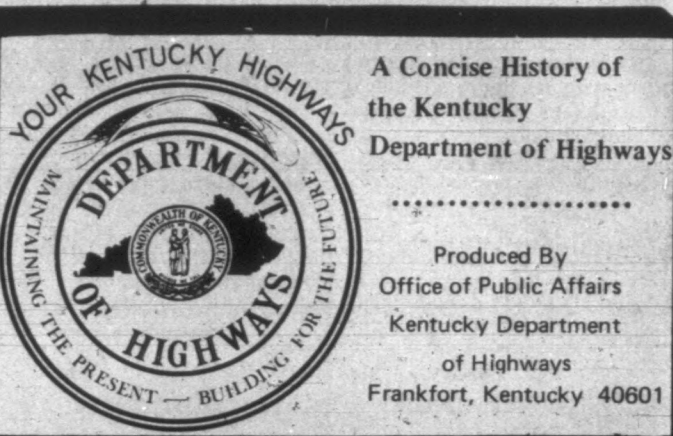 YOUR KENTUCKY HIGHWAYS
MAINTAINING THE PRESENT — BUILDING FOR THE FUTURE
DEPARTMENT
OF HIGHWAYS
COMMONWEALTH OF KENTUCKY
A Concise History of
the Kentucky
Department of Highways
Produced By
Office of Public Affairs
Kentucky Department
of Highways
Frankfort, Kentucky 40601